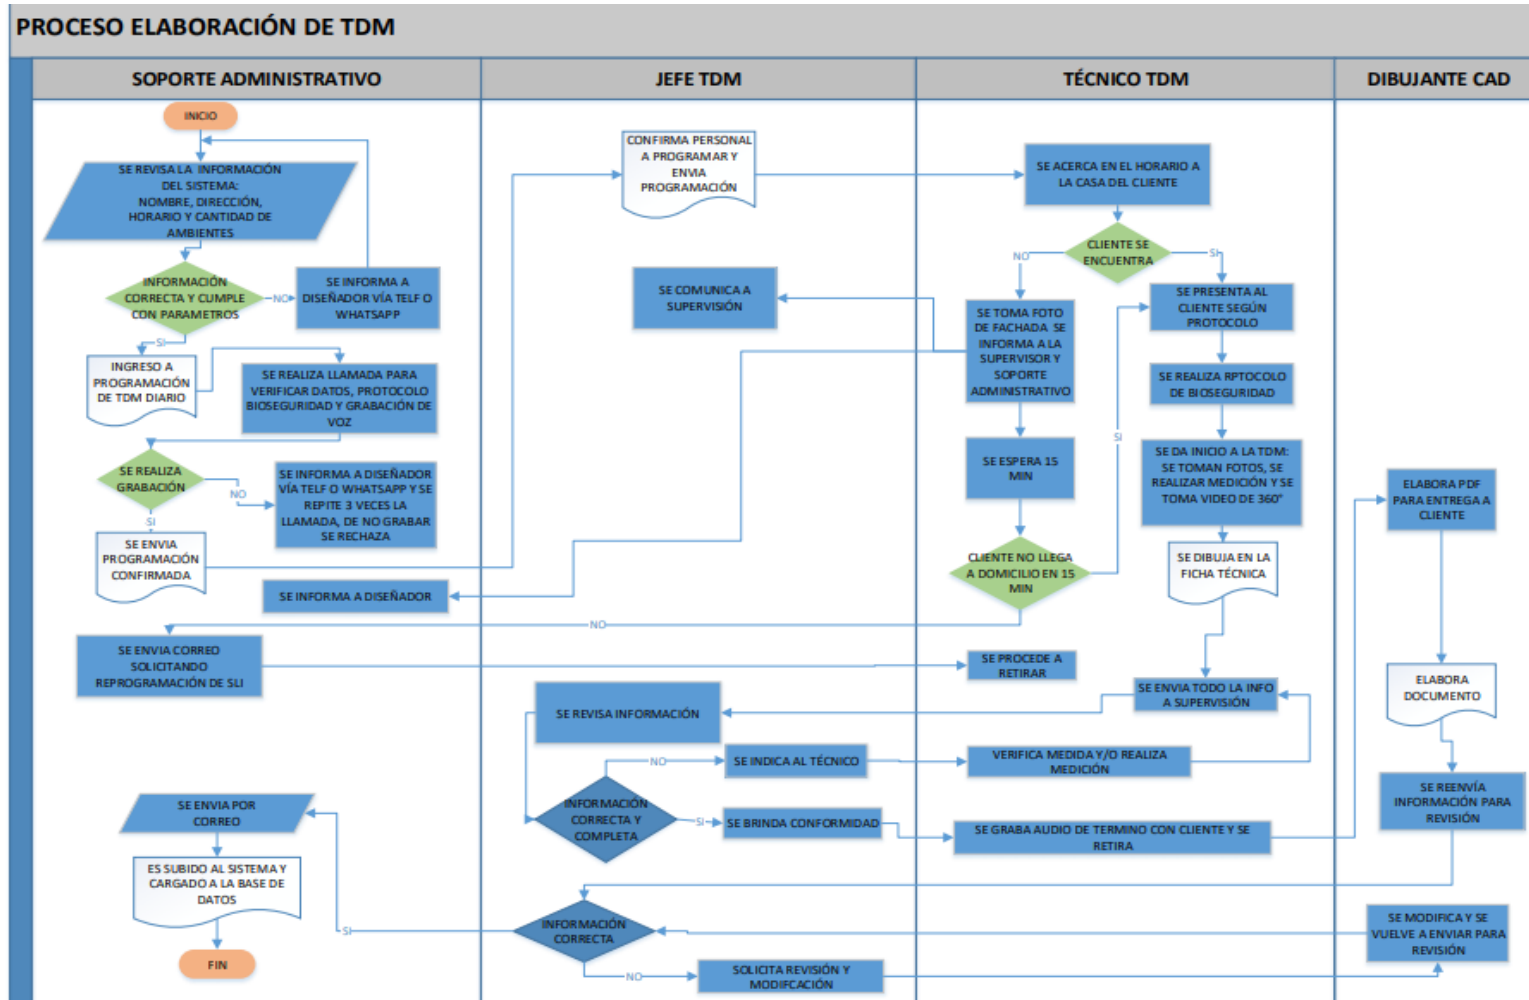 PROCESO ELABORACIÓN DE TDM
SOPORTE ADMINISTRATIVO
JEFE TDM
TÉCNICO TDM
DIBUJANTE CAD
INICIO
SE REVISA LA INFORMACIÓN
DEL SISTEMA:
NOMBRE, DIRECCIÓN,
HORARIO Y CANTIDAD DE
AMBIENTES
INFORMACIÓN
CORRECTA Y CUMPLE
CON PARAMETROS
NO
SE INFORMA A
DISEÑADOR VÍA TELF O
WHATSAPP
SI
INGRESO A
PROGRAMACIÓN
DE TDM DIARIO
SE REALIZA LLAMADA PARA
VERIFICAR DATOS, PROTOCOLO
BIOSEGURIDAD Y GRABACIÓN DE
VOZ
SE REALIZA
GRABACIÓN
NO
SE INFORMA A DISEÑADOR
VÍA TELF O WHATSAPP Y SE
REPITE 3 VECES LA
LLAMADA, DE NO GRABAR
SE RECHAZA
SI
SE ENVIA
PROGRAMACIÓN
CONFIRMADA
SE INFORMA A DISEÑADOR
SE ENVIA CORREO
SOLICITANDO
REPROGRAMACIÓN DE SLI
SE ENVIA POR
CORREO
ES SUBIDO AL SISTEMA Y
CARGADO A LA BASE DE
DATOS
FIN
CONFIRMA PERSONAL
A PROGRAMAR Y
ENVIA
PROGRAMACIÓN
SE COMUNICA A
SUPERVISIÓN
NO
SE REVISA INFORMACIÓN
NO
SE INDICA AL TÉCNICO
INFORMACIÓN
CORRECTA Y
COMPLETA
SI
SE BRINDA CONFORMIDAD
INFORMACIÓN
CORRECTA
SI
NO
SOLICITA REVISIÓN Y
MODIFCACIÓN
SE ACERCA EN EL HORARIO A
LA CASA DEL CLIENTE
CLIENTE SE
ENCUENTRA
NO
SI
SE TOMA FOTO
DE FACHADA SE
INFORMA A LA
SUPERVISOR Y
SOPORTE
ADMINISTRATIVO
SE PRESENTA AL
CLIENTE SEGÚN
PROTOCOLO
SE REALIZA RPTOCOLO
DE BIOSEGURIDAD
SE ESPERA 15
MIN
SI
SE DA INICIO A LA TDM:
SE TOMAN FOTOS, SE
REALIZAR MEDICIÓN Y SE
TOMA VIDEO DE 360°
CLIENTE NO LLEGA
A DOMICILIO EN 15
MIN
SE DIBUJA EN LA
FICHA TÉCNICA
SE PROCEDE A
RETIRAR
SE ENVIA TODO LA INFO
A SUPERVISIÓN
VERIFICA MEDIDA Y/O REALIZA
MEDICIÓN
SE GRABA AUDIO DE TERMINO CON CLIENTE Y SE
RETIRA
ELABORA PDF
PARA ENTREGA A
CLIENTE
ELABORA
DOCUMENTO
SE REENVÍA
INFORMACIÓN PARA
REVISIÓN
SE MODIFICA Y SE
VUELVE A ENVIAR PARA
REVISIÓN